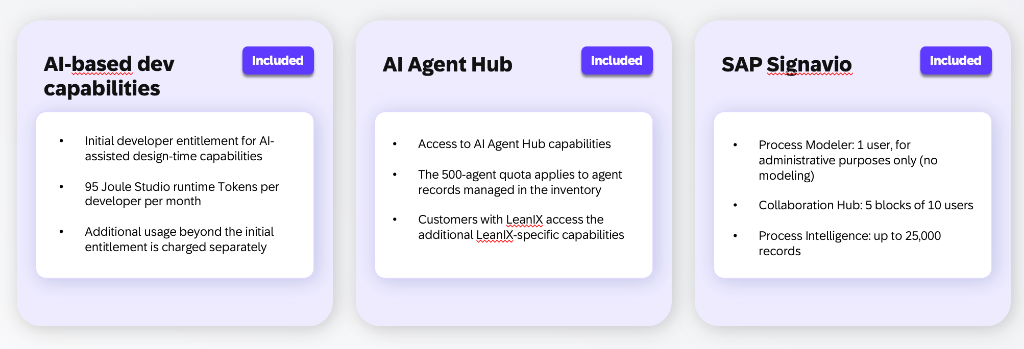 AI-based dev
capabilities
Included
• Initial developer entitlement for AI-
assisted design-time capabilities
• 95 Joule Studio runtime Tokens per
developer per month
• Additional usage beyond the initial
entitlement is charged separately
AI Agent Hub
Included
• Access to AI Agent Hub capabilities
• The 500-agent quota applies to agent
records managed in the inventory
• Customers with LeanIX access the
additional LeanIX-specific capabilities
SAP Signavio
Included
• Process Modeler: 1 user, for
administrative purposes only (no
modeling)
• Collaboration Hub: 5 blocks of 10 users
• Process Intelligence: up to 25,000
records